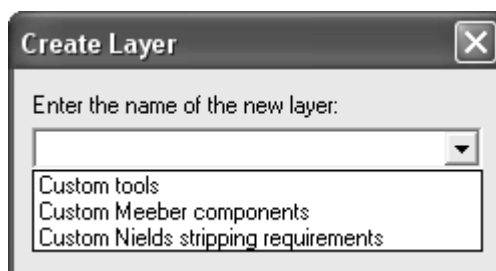 Create Layer
Enter the name of the new layer:
Custom tools
Custom Meeber components
Custom Nields stripping requirements